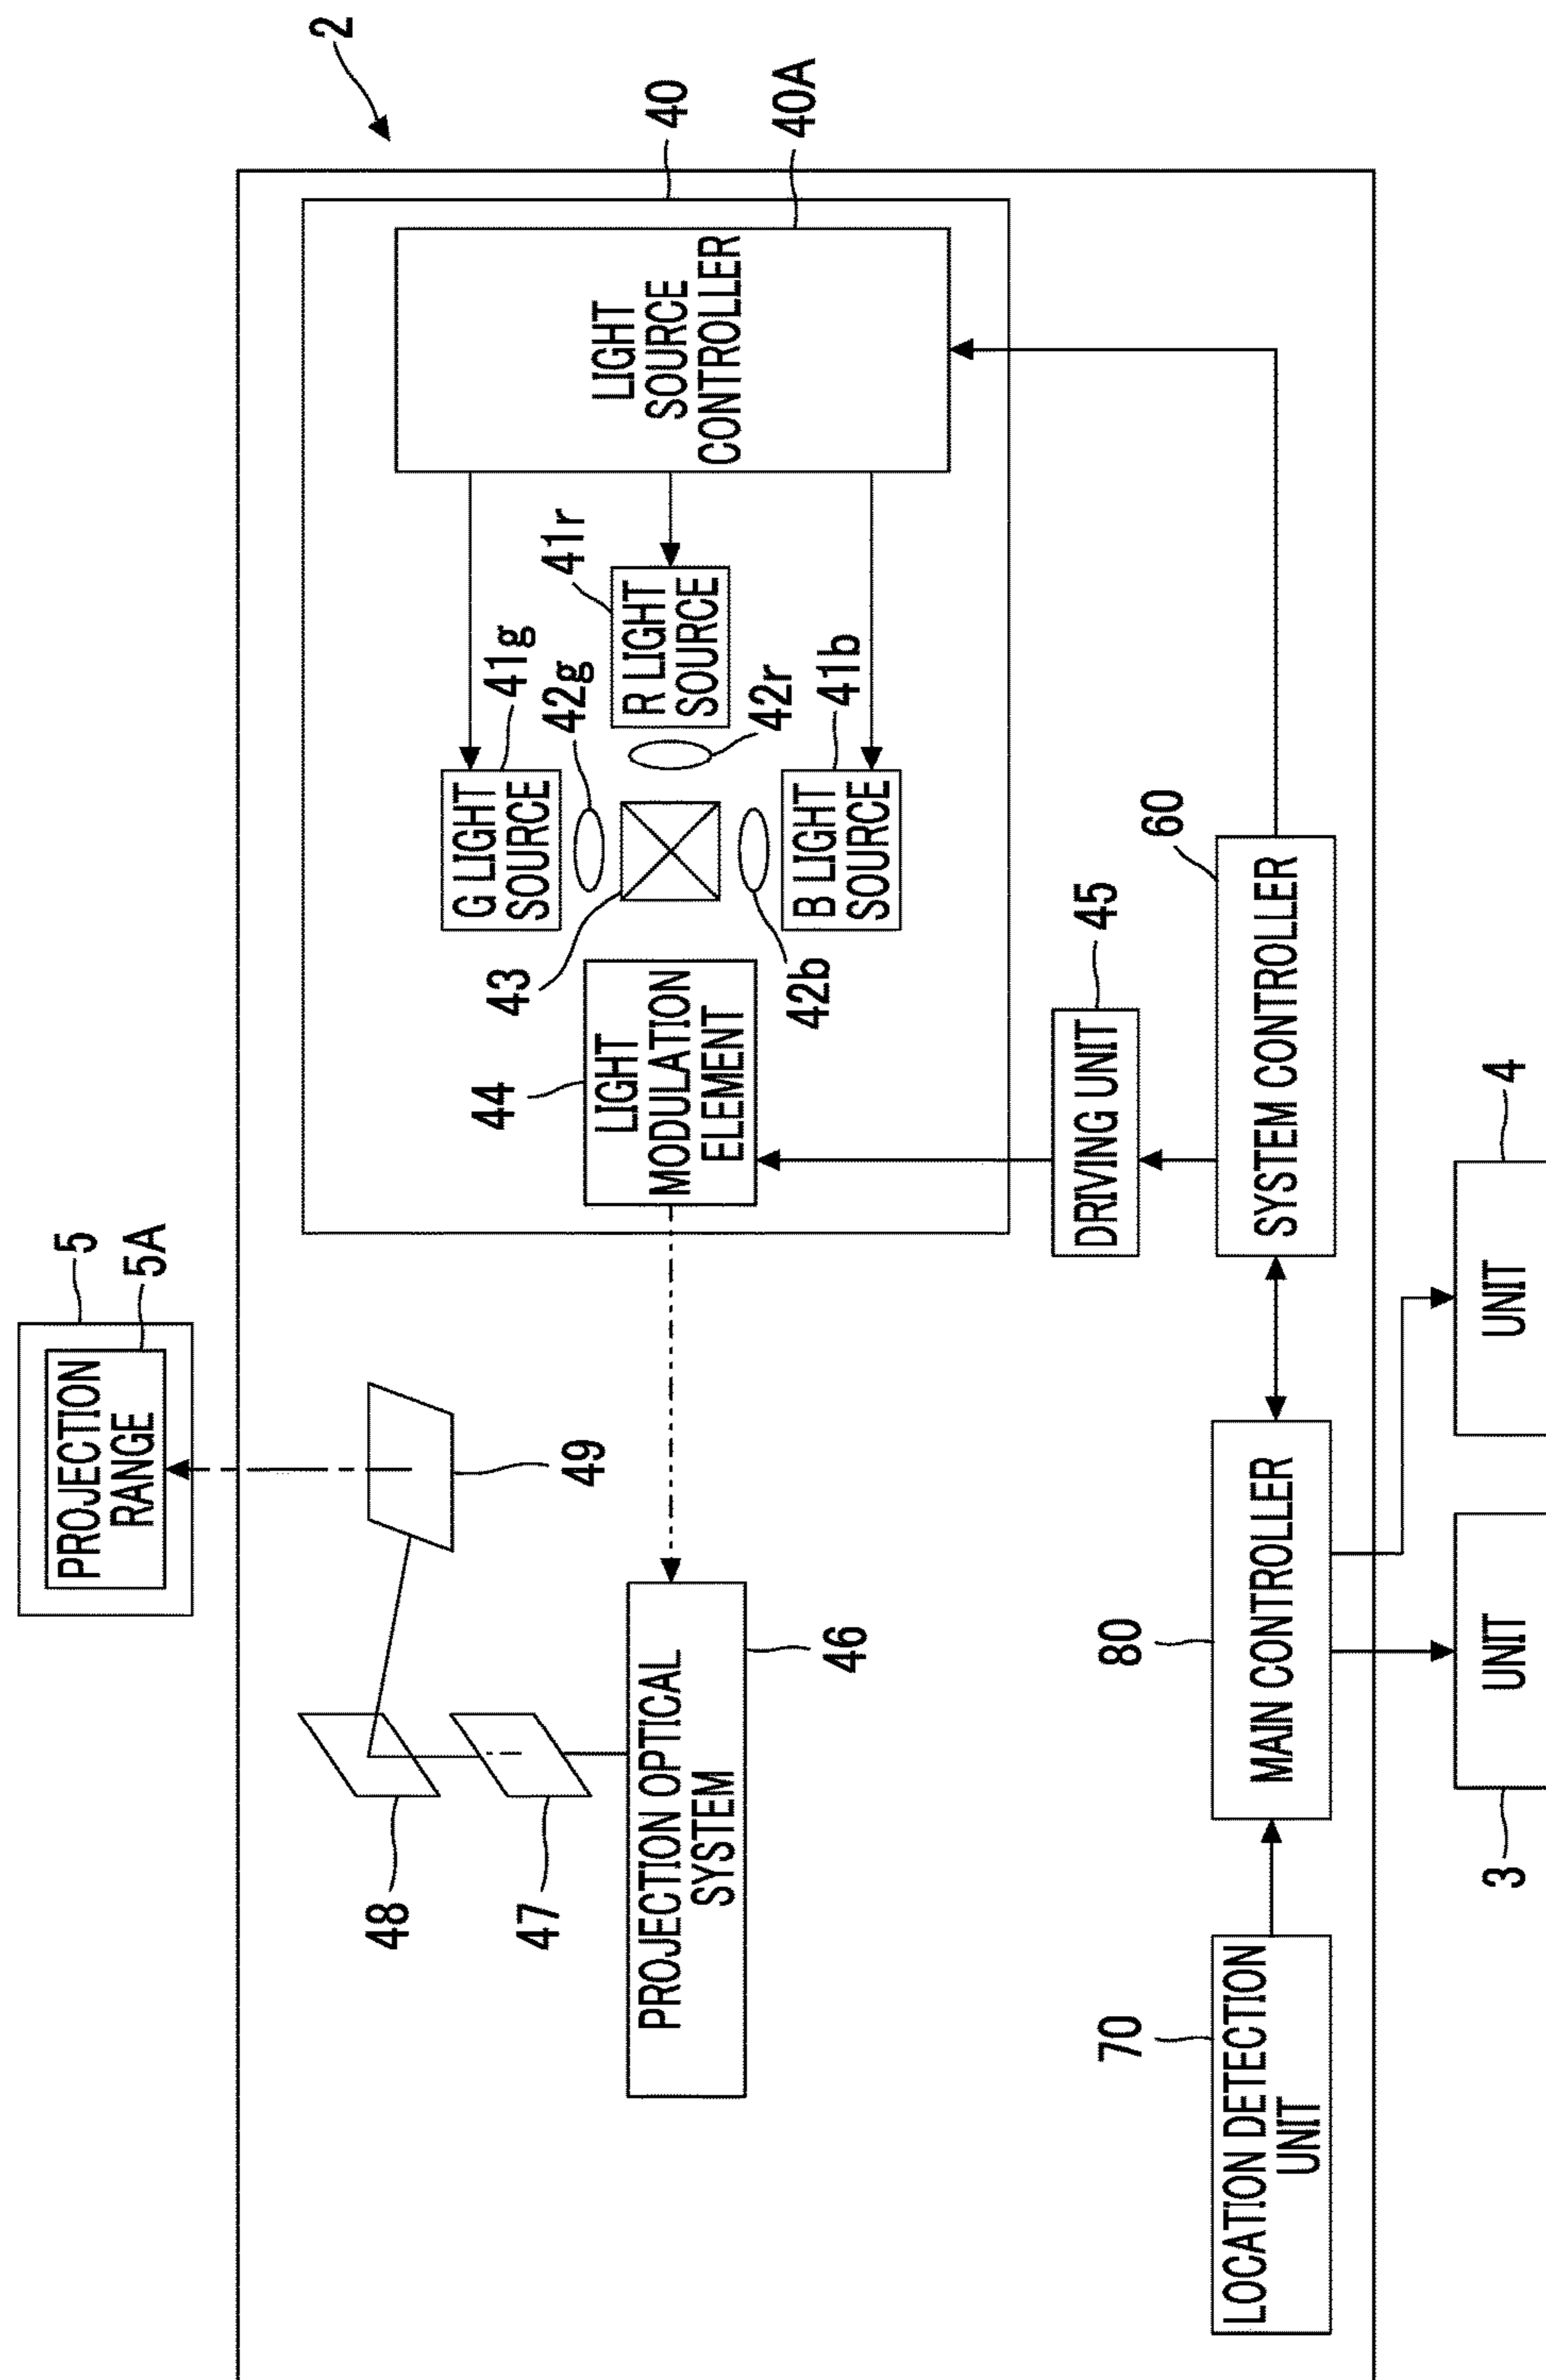 PROJECTION
RANGE
5
5A
2
48
49
47
PROJECTION OPTICAL
SYSTEM
46
44
LIGHT
MODULATION
ELEMENT
43
G LIGHT
SOURCE
41g
42g
R LIGHT
SOURCE
41r
42r
42b
B LIGHT
SOURCE
41b
LIGHT
SOURCE
CONTROLLER
40
40A
DRIVING UNIT
45
70
LOCATION DETECTION
UNIT
80
MAIN CONTROLLER
SYSTEM CONTROLLER
60
3
UNIT
UNIT
4